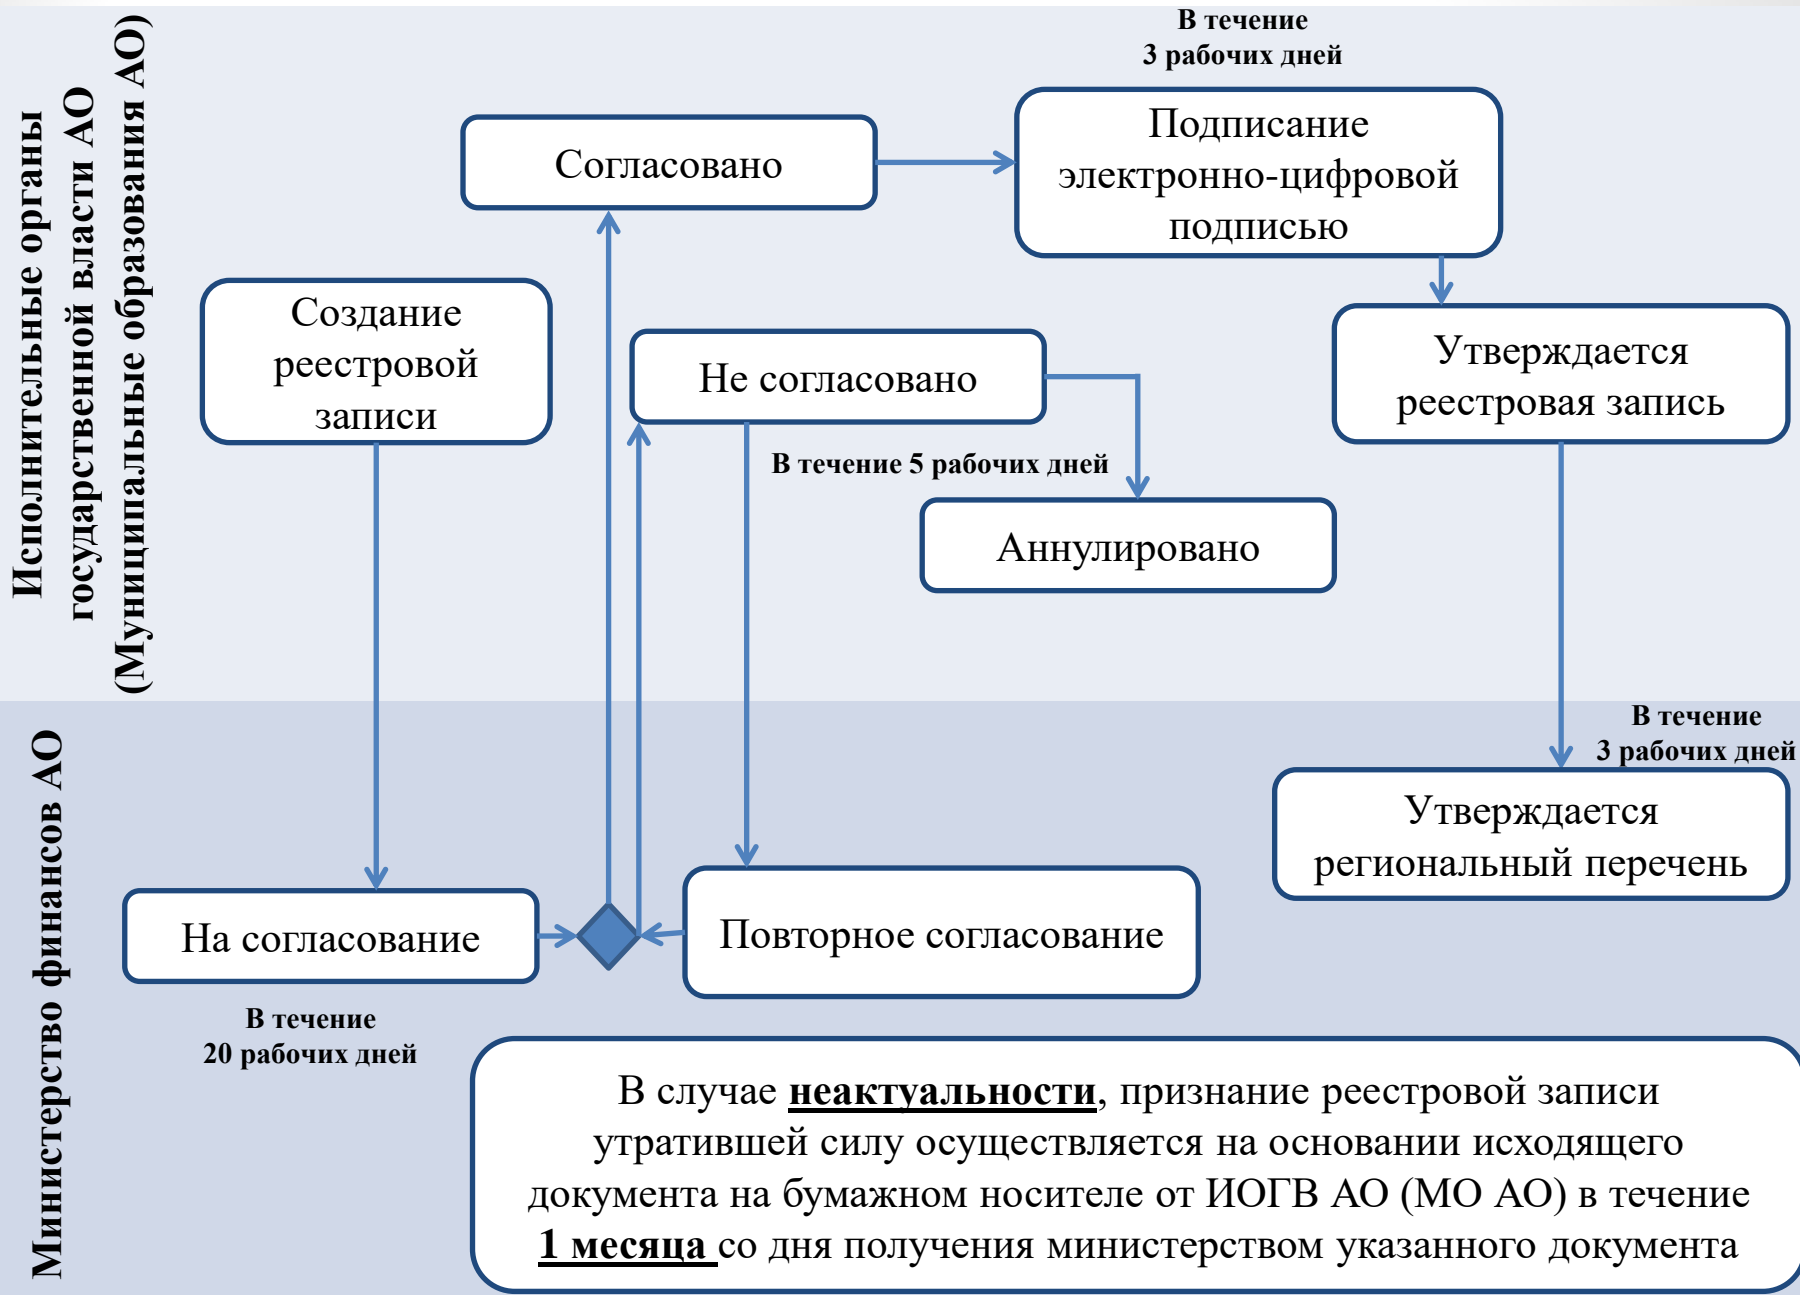 Исполнительные органы
государственной власти АО
(Муниципальные образования АО)
В течение
3 рабочих дней
Согласовано
Подписание
электронно-цифровой
подписью
Создание
реестровой
записи
Не согласовано
Утверждается
реестровая запись
В течение 5 рабочих дней
Аннулировано
Министерство финансов АО
В течение
3 рабочих дней
Утверждается
региональный перечень
На согласование
Повторное согласование
В течение
20 рабочих дней
В случае неактуальности, признание реестровой записи
утратившей силу осуществляется на основании исходящего
документа на бумажном носителе от ИОГВ АО (МО АО) в течение
1 месяца со дня получения министерством указанного документа